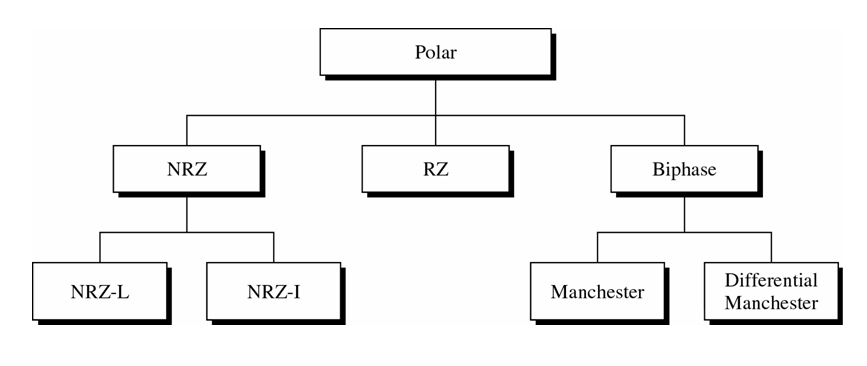 Polar
NRZ
RZ
Biphase
NRZ-L
NRZ-I
Manchester
Differential
Manchester